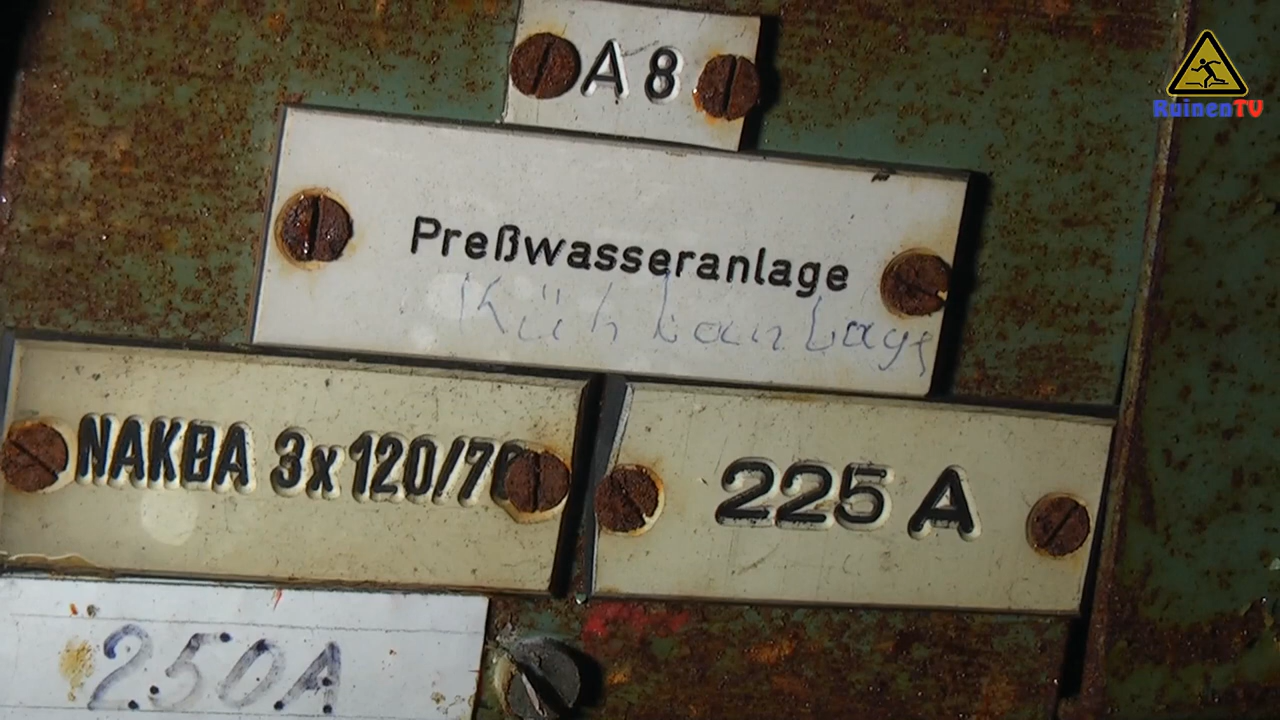 A 8
RuinenTV
Preßwasseranlage
Kühlanlage
NAKBA 3x120/70
225 A
250A